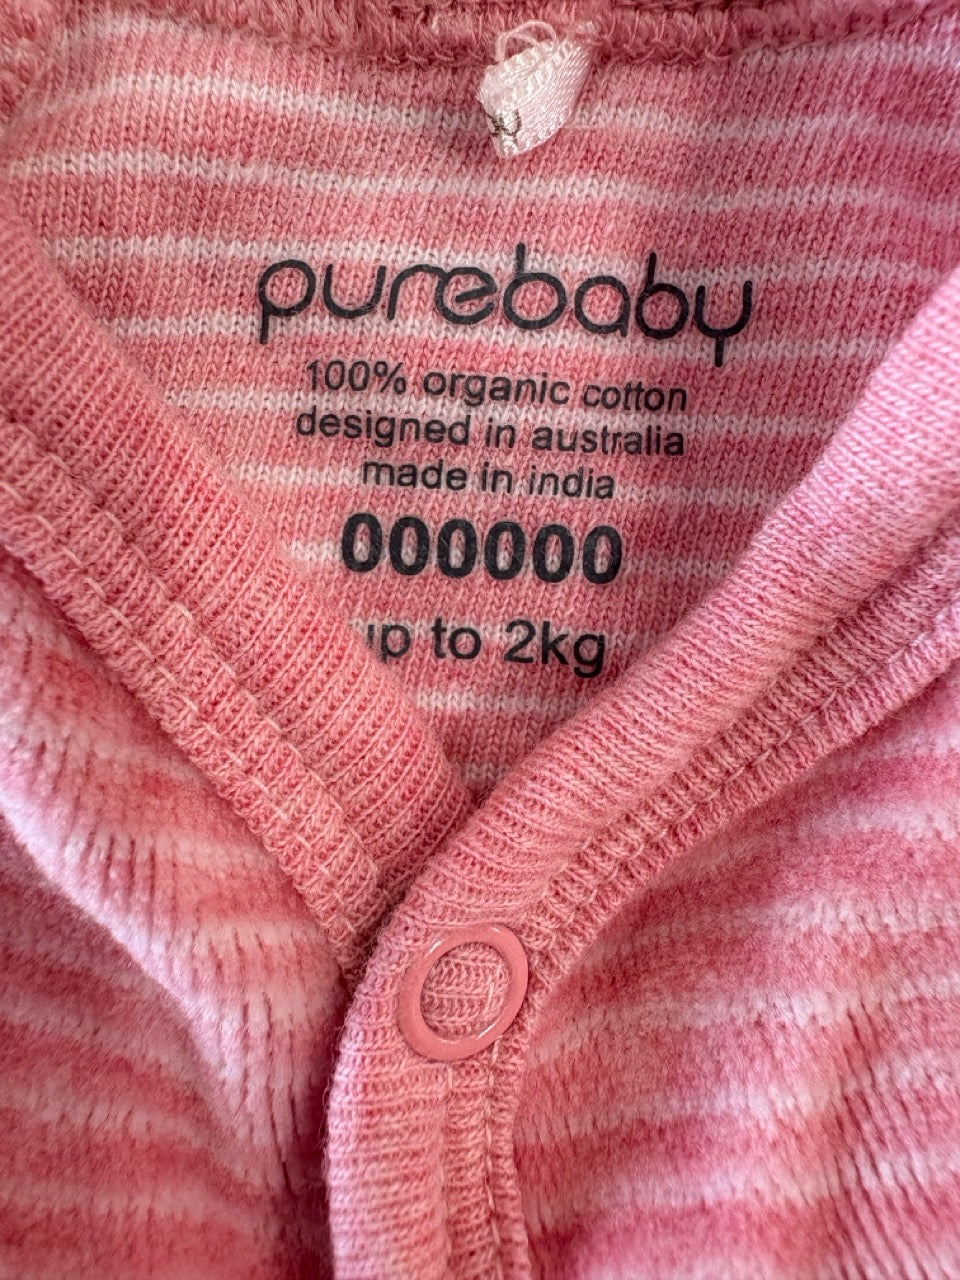 purebaby
100% organic cotton
designed in australia
made in india
000000
up to 2kg